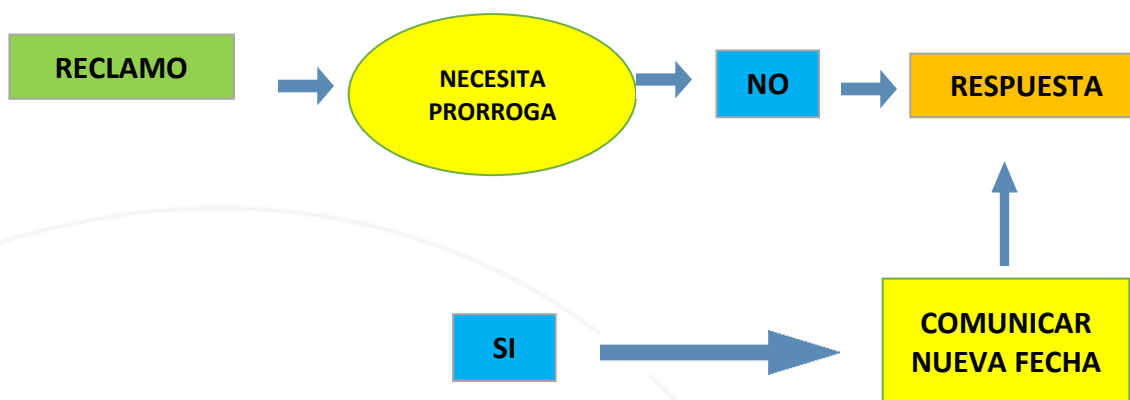 RECLAMO
NECESITA
PRORROGA
NO
RESPUESTA
SI
COMUNICAR
NUEVA FECHA